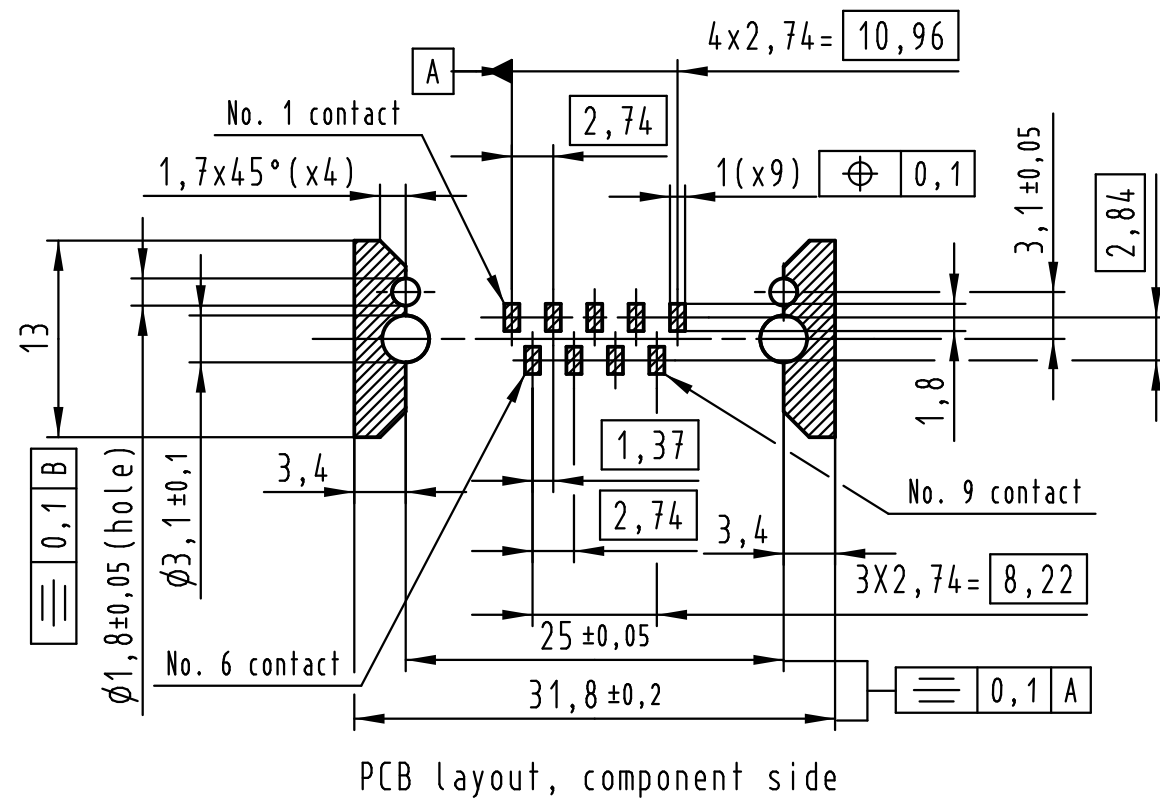 4x2,74= 10,96
A
No. 1 contact
2,74
1,7x45°(x4)
1(x9)
0,1
3,1±0,05
2,84
13
1,8
1,37
3,4
No. 9 contact
0,1 B
Ø1,8±0,05(hole)
Ø3,1±0,1
2,74
3,4
3X2,74= 8,22
25 ±0,05
No. 6 contact
31,8 ±0,2
0,1 A
PCB layout, component side